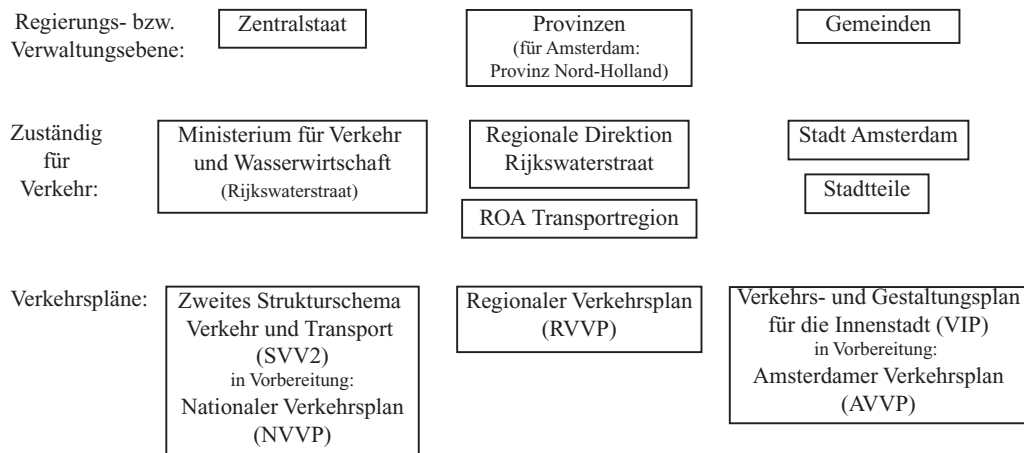 Regierungs- bzw.
Verwaltungsebene:
Zentralstaat
Provinzen
(für Amsterdam:
Provinz Nord-Holland)
Gemeinden
Zuständig
für
Verkehr:
Ministerium für Verkehr
und Wasserwirtschaft
(Rijkswaterstraat)
Regionale Direktion
Rijkswaterstraat
ROA Transportregion
Stadt Amsterdam
Stadtteile
Verkehrspläne:
Zweites Strukturschema
Verkehr und Transport
(SVV2)
in Vorbereitung:
Nationaler Verkehrsplan
(NVVP)
Regionaler Verkehrsplan
(RVVP)
Verkehrs- und Gestaltungsplan
für die Innenstadt (VIP)
in Vorbereitung:
Amsterdamer Verkehrsplan
(AVVP)